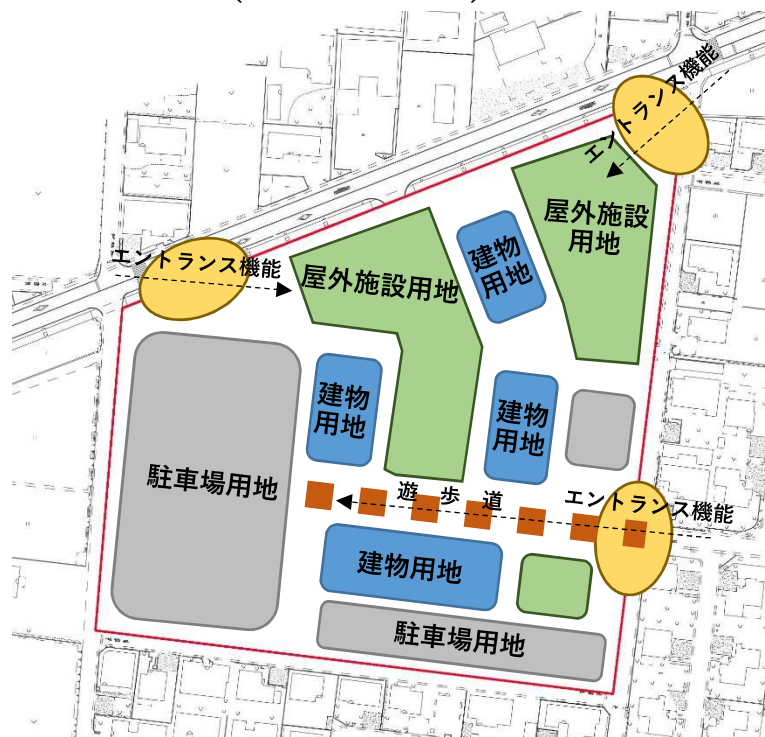 エントランス機能
屋外施設
用地
建物
用地
エントランス機能
屋外施設用地
建物
用地
建物
用地
駐車場用地
遊歩道
エントランス機能
建物用地
駐車場用地